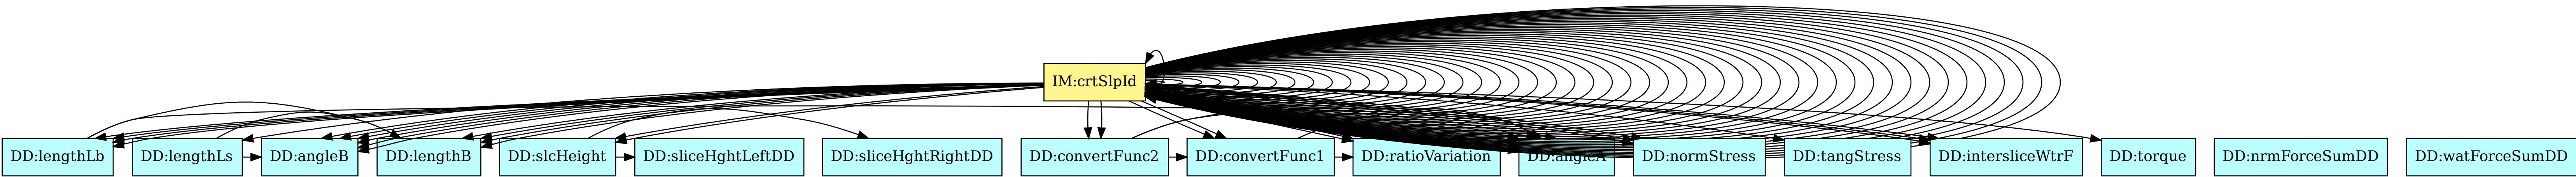 IM:crtSlpId
DD:lengthLb
DD:lengthLs
DD:angleB
DD:lengthB
DD:slcHeight
DD:sliceHghtLeftDD
DD:sliceHghtRightDD
DD:convertFunc2
DD:convertFunc1
DD:ratioVariation
DD:angleA
DD:normStress
DD:tangStress
DD:intersliceWtrF
DD:torque
DD:nrmForceSumDD
DD:watForceSumDD